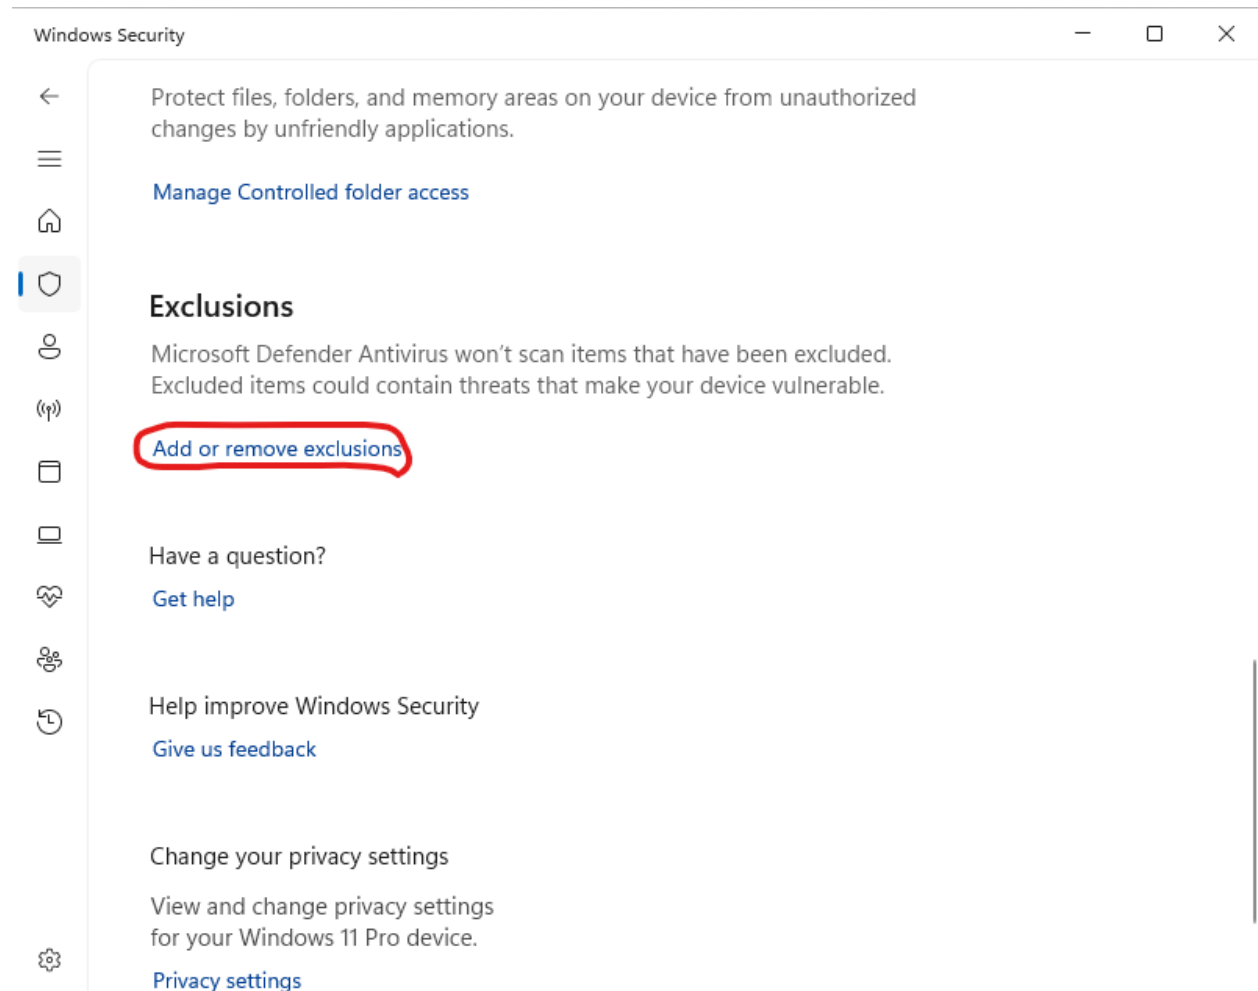 Windows Security
Protect files, folders, and memory areas on your device from unauthorized
changes by unfriendly applications.
Manage Controlled folder access
Exclusions
Microsoft Defender Antivirus won’t scan items that have been excluded.
Excluded items could contain threats that make your device vulnerable.
Add or remove exclusions
Have a question?
Get help
Help improve Windows Security
Give us feedback
Change your privacy settings
View and change privacy settings
for your Windows 11 Pro device.
Privacy settings